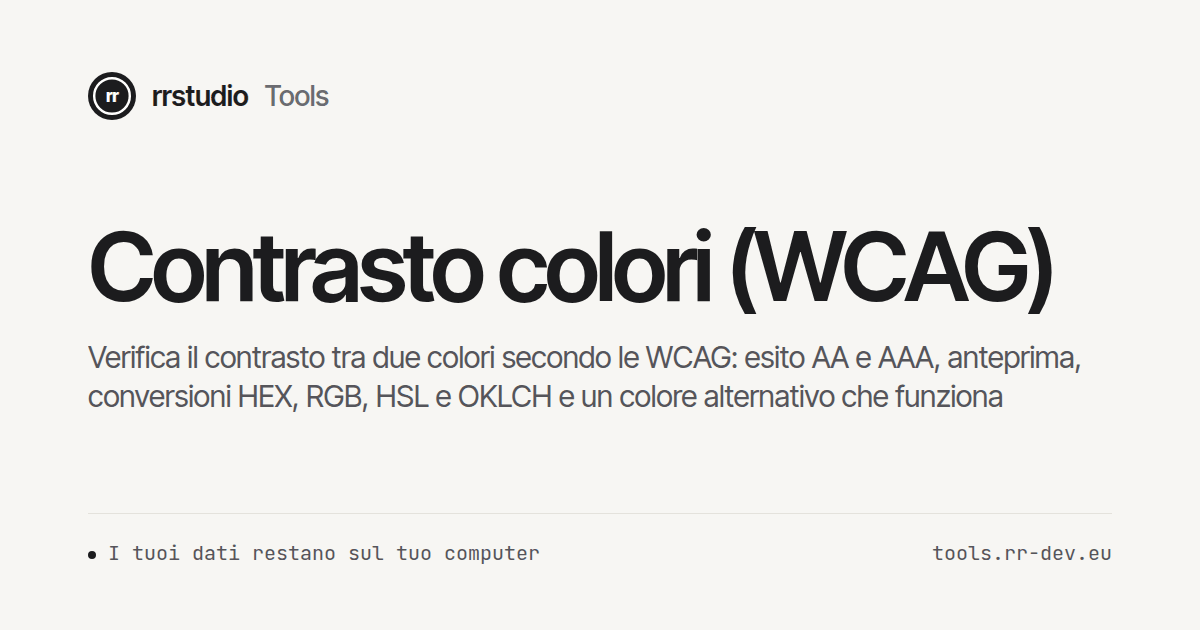 rr rrstudio Tools
Contrasto colori (WCAG)
Verifica il contrasto tra due colori secondo le WCAG: esito AA e AAA, anteprima,
conversioni HEX, RGB, HSL e OKLCH e un colore alternativo che funziona
I tuoi dati restano sul tuo computer
tools.rr-dev.eu